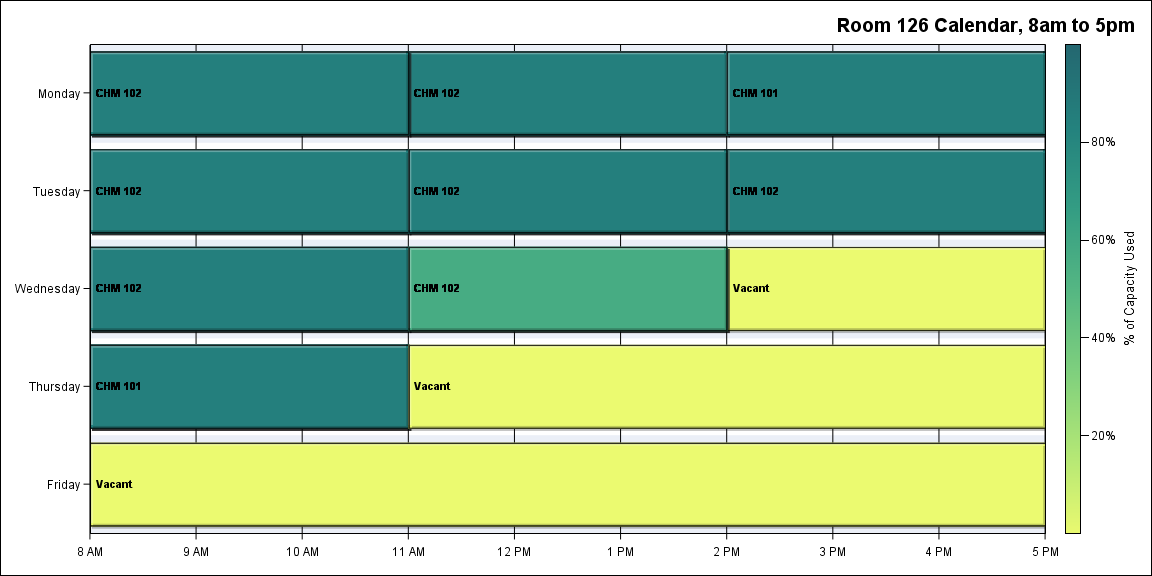 Room 126 Calendar, 8am to 5pm
Monday
CHM 102
CHM 102
CHM 101
Tuesday
CHM 102
CHM 102
CHM 102
Wednesday
CHM 102
CHM 102
Vacant
Thursday
CHM 101
Vacant
Friday
Vacant
8 AM
9 AM
10 AM
11 AM
12 PM
1 PM
2 PM
3 PM
4 PM
5 PM
80%
60%
40%
20%
% of Capacity Used